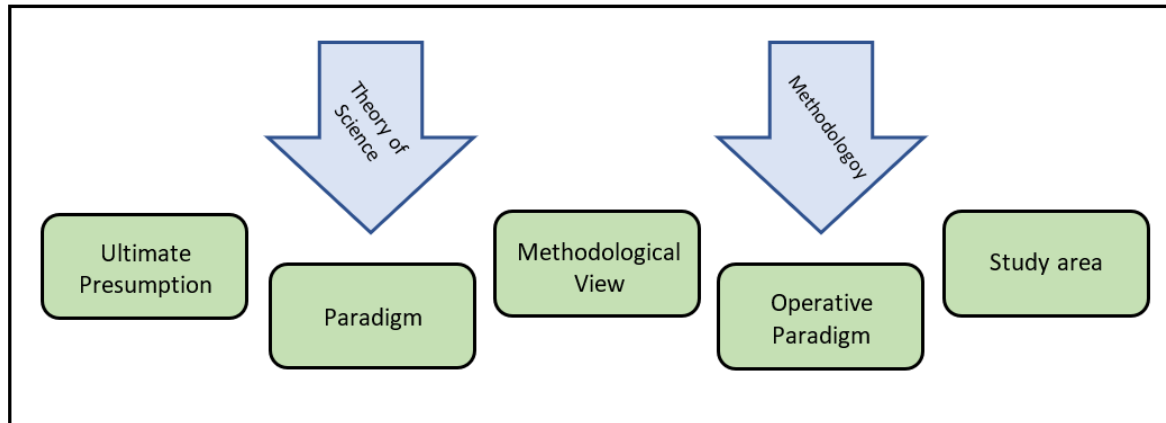 Theory of
Science
Methodologoy
Ultimate
Presumption
Paradigm
Methodological
View
Operative
Paradigm
Study area